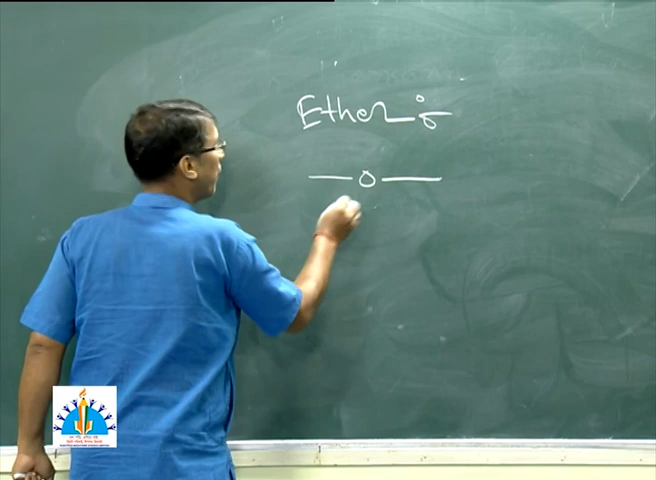 Ethers
— O —